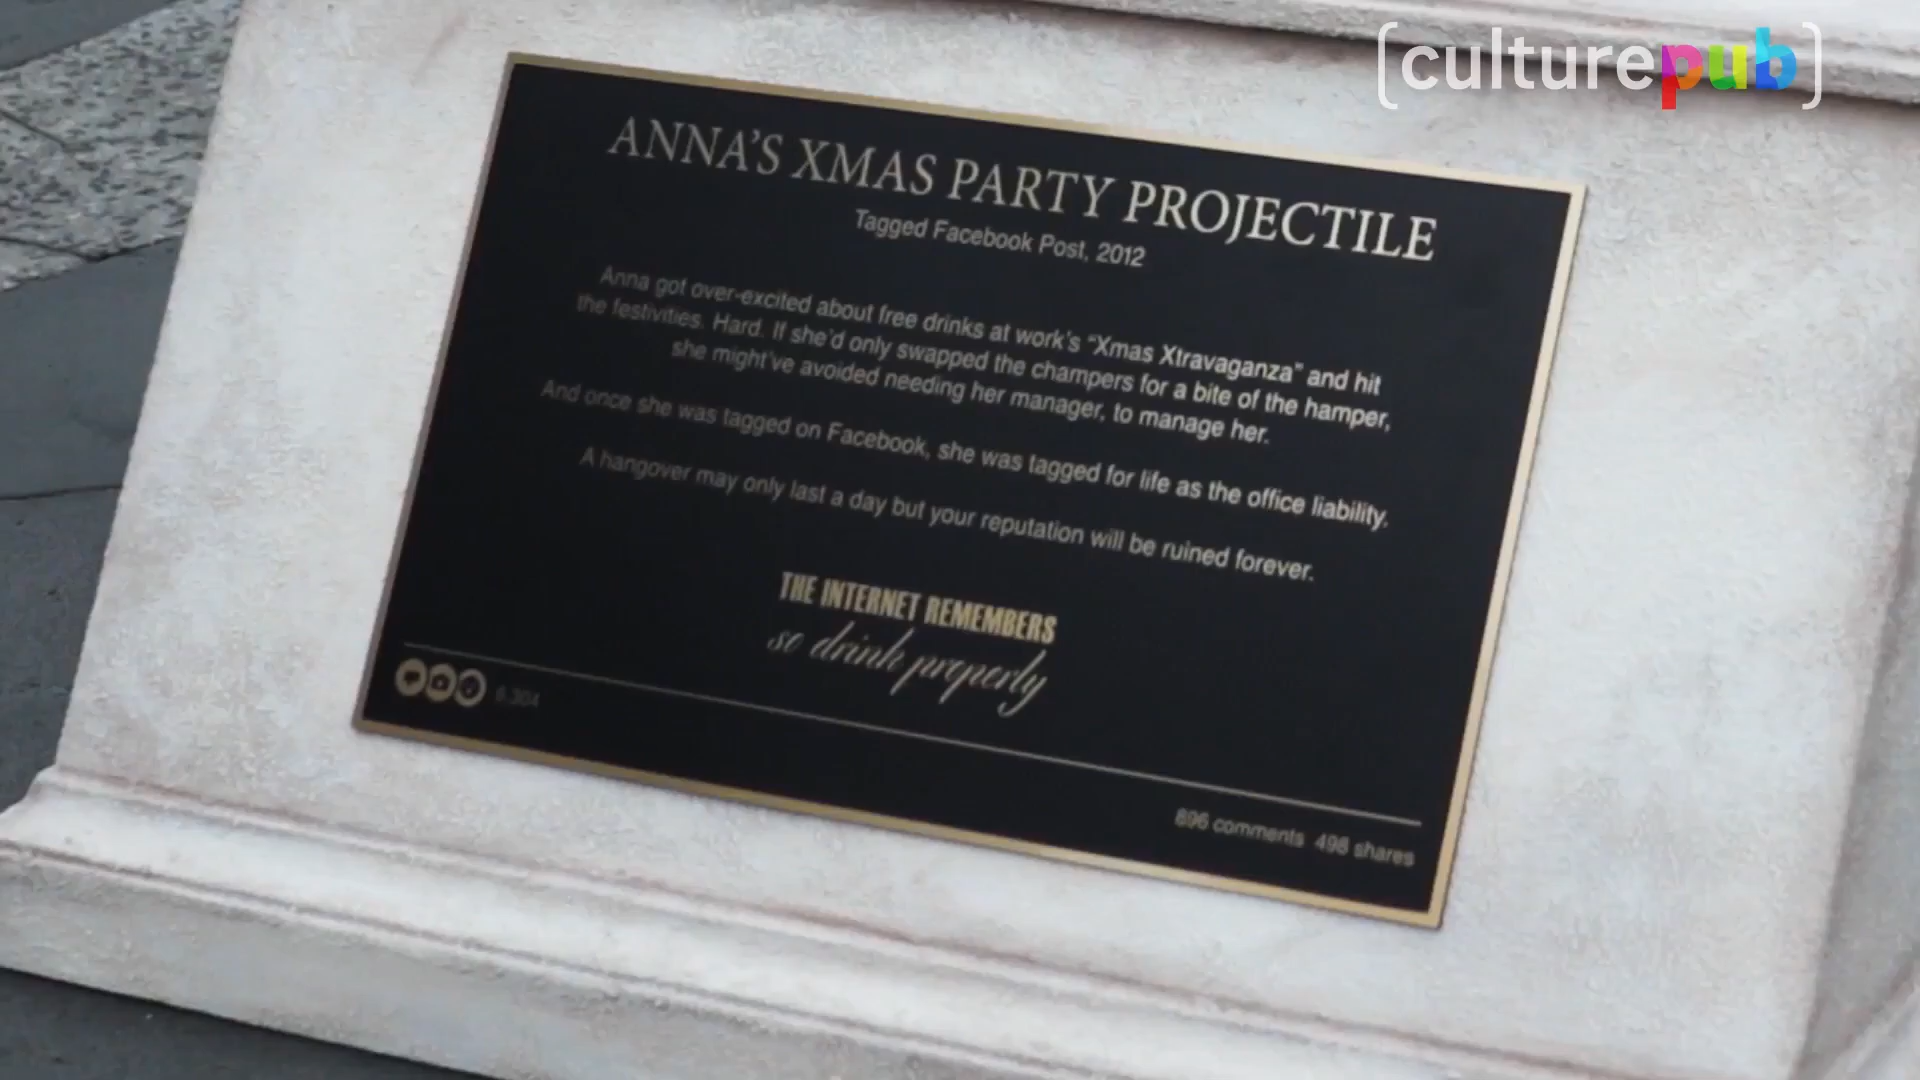 [culturepub]
ANNA'S XMAS PARTY PROJECTILE
Tagged Facebook Post, 2012
Anna got over-excited about free drinks at work's "Xmas Xtravaganza" and hit
the festivities. Hard. If she'd only swapped the champers for a bite of the hamper,
she might've avoided needing her manager, to manage her.
And once she was tagged on Facebook, she was tagged for life as the office liability.
A hangover may only last a day but your reputation will be ruined forever.
THE INTERNET REMEMBERS
so drink properly
6,304
896 comments 498 shares